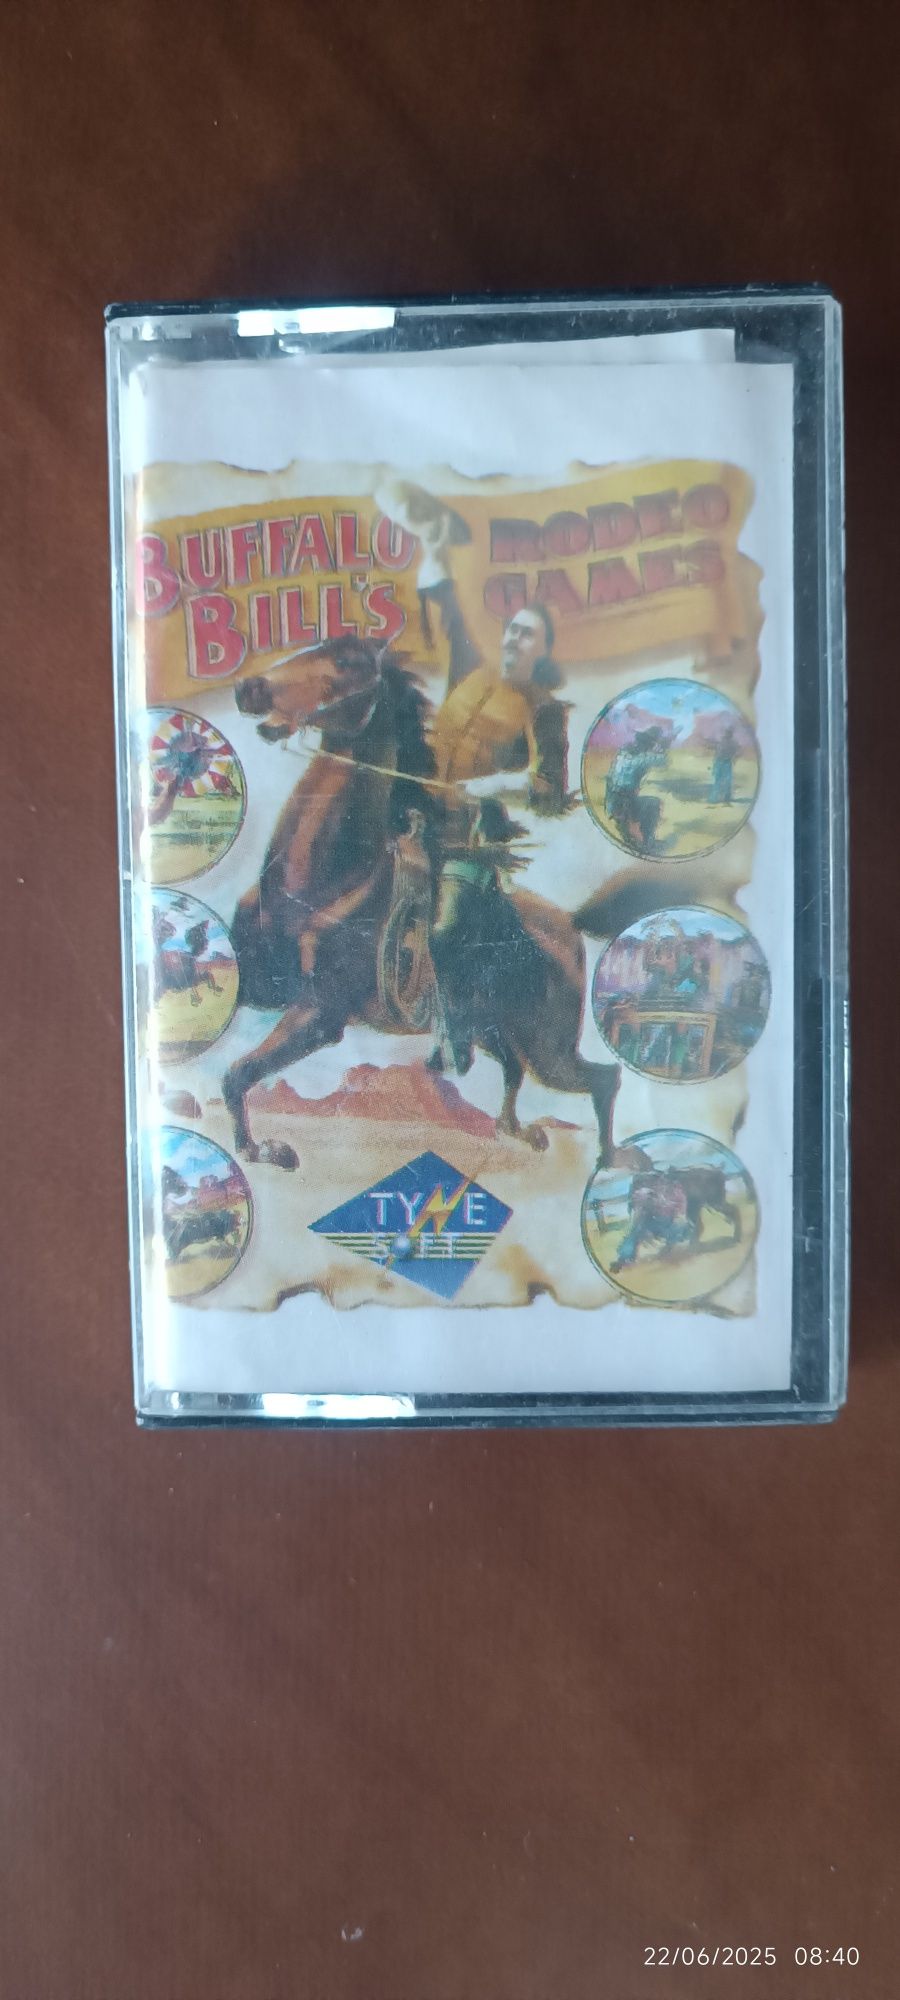 BUFFALO
BILL'S
RODEO
GAMES
TYNE
SOFT
22/06/2025 08:40